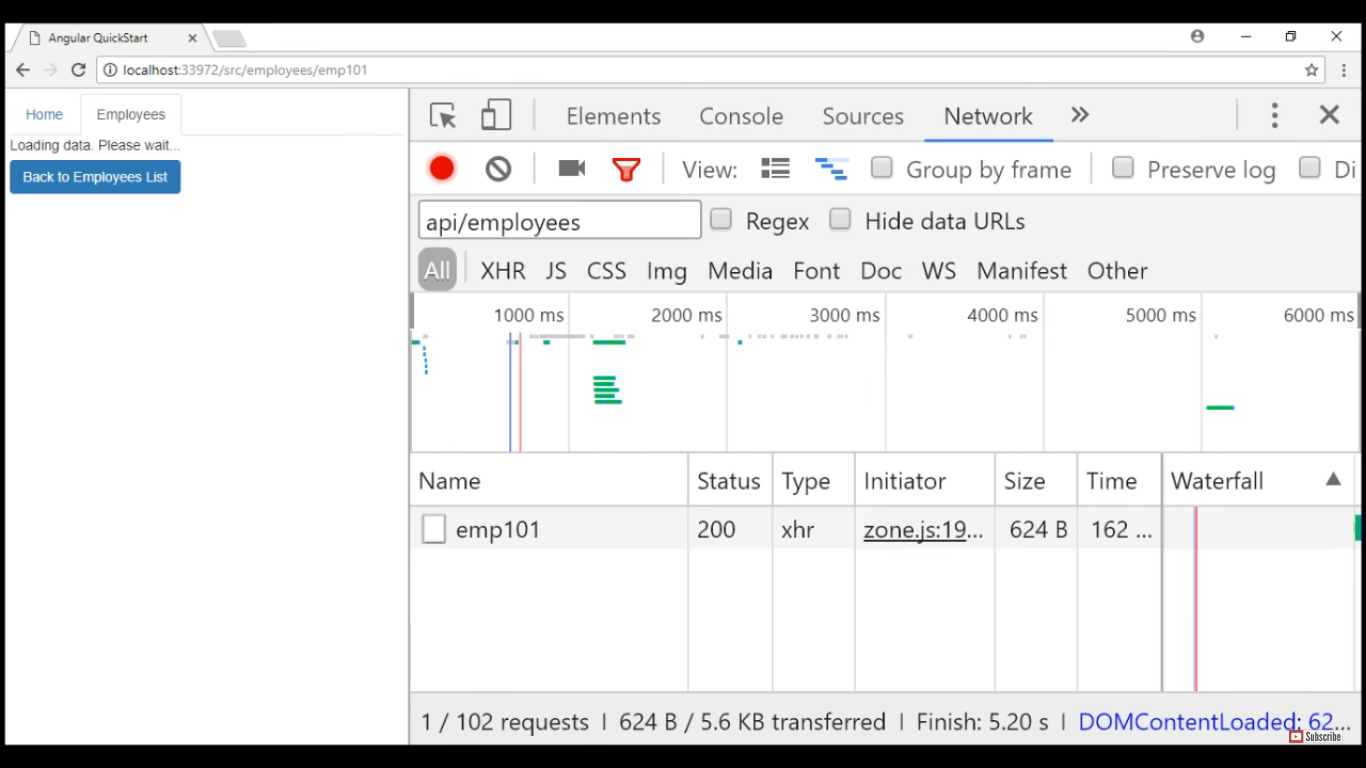 Angular QuickStart
localhost:33972/src/employees/emp101
Home Employees
Loading data. Please wait...
Back to Employees List
Elements Console Sources Network
View: Group by frame Preserve log Di
api/employees Regex Hide data URLs
All XHR JS CSS Img Media Font Doc WS Manifest Other
1000 ms 2000 ms 3000 ms 4000 ms 5000 ms 6000 ms
Name Status Type Initiator Size Time Waterfall
emp101 200 xhr zone.js:19... 624 B 162 ...
1 / 102 requests | 624 B / 5.6 KB transferred | Finish: 5.20 s | DOMContentLoaded: 62...
Subscribe